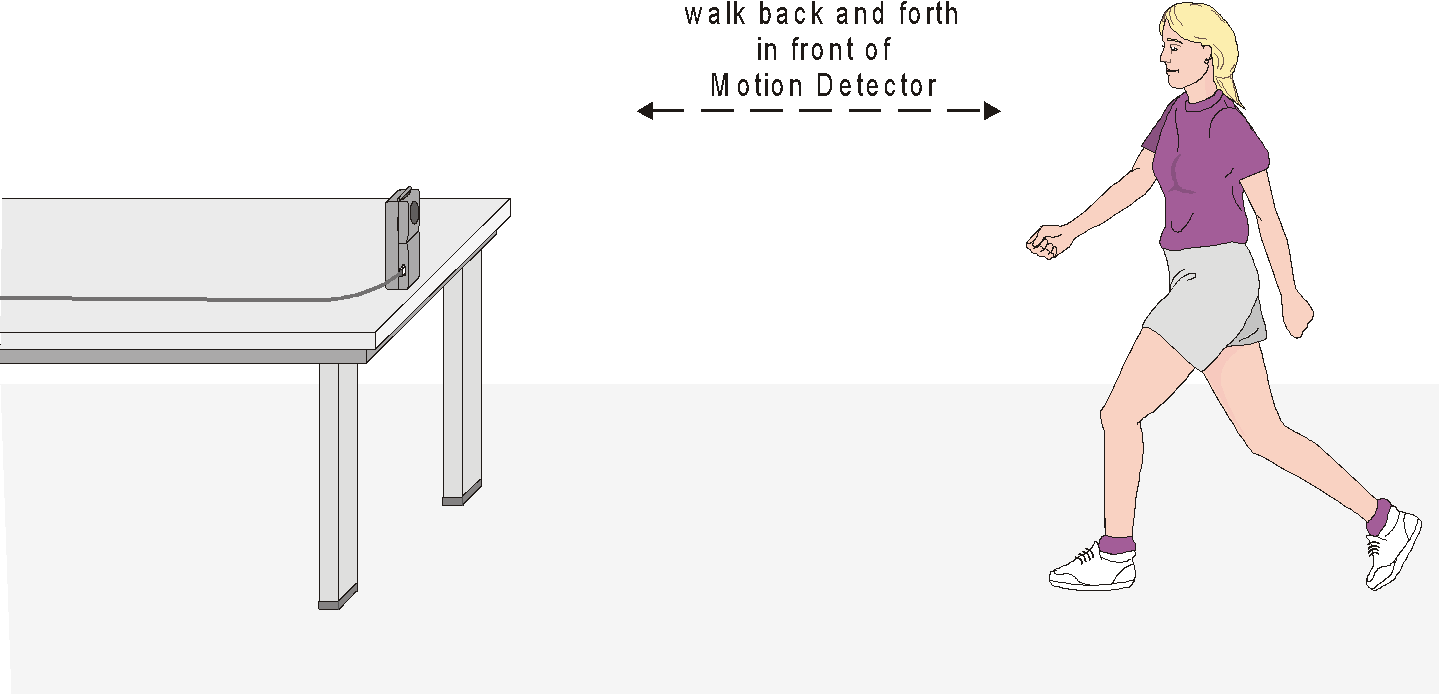 walk back and forth
in front of
Motion Detector